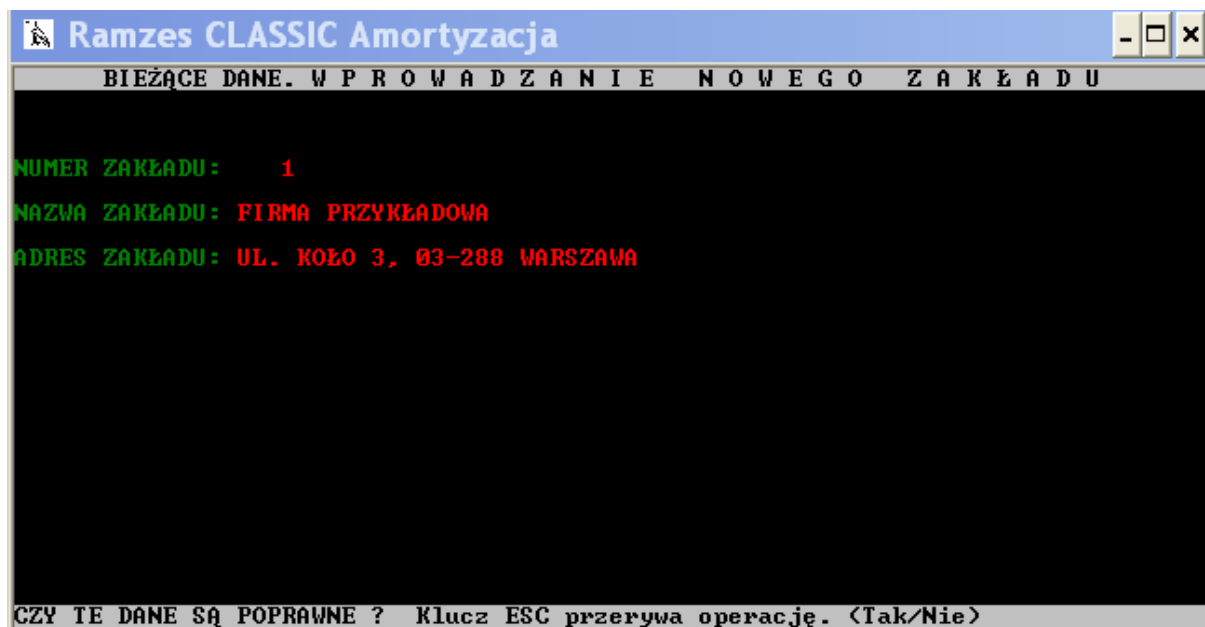 Ramzes CLASSIC Amortyzacja
BIEŻĄCE DANE. W P R O W A D Z A N I E N O W E G O Z A K Ł A D U
NUMER ZAKŁADU: 1
NAZWA ZAKŁADU: FIRMA PRZYKŁADOWA
ADRES ZAKŁADU: UL. KOŁO 3, 03-288 WARSZAWA
CZY TE DANE SĄ POPRAWNE ? Klucz ESC przerywa operację. (Tak/Nie)